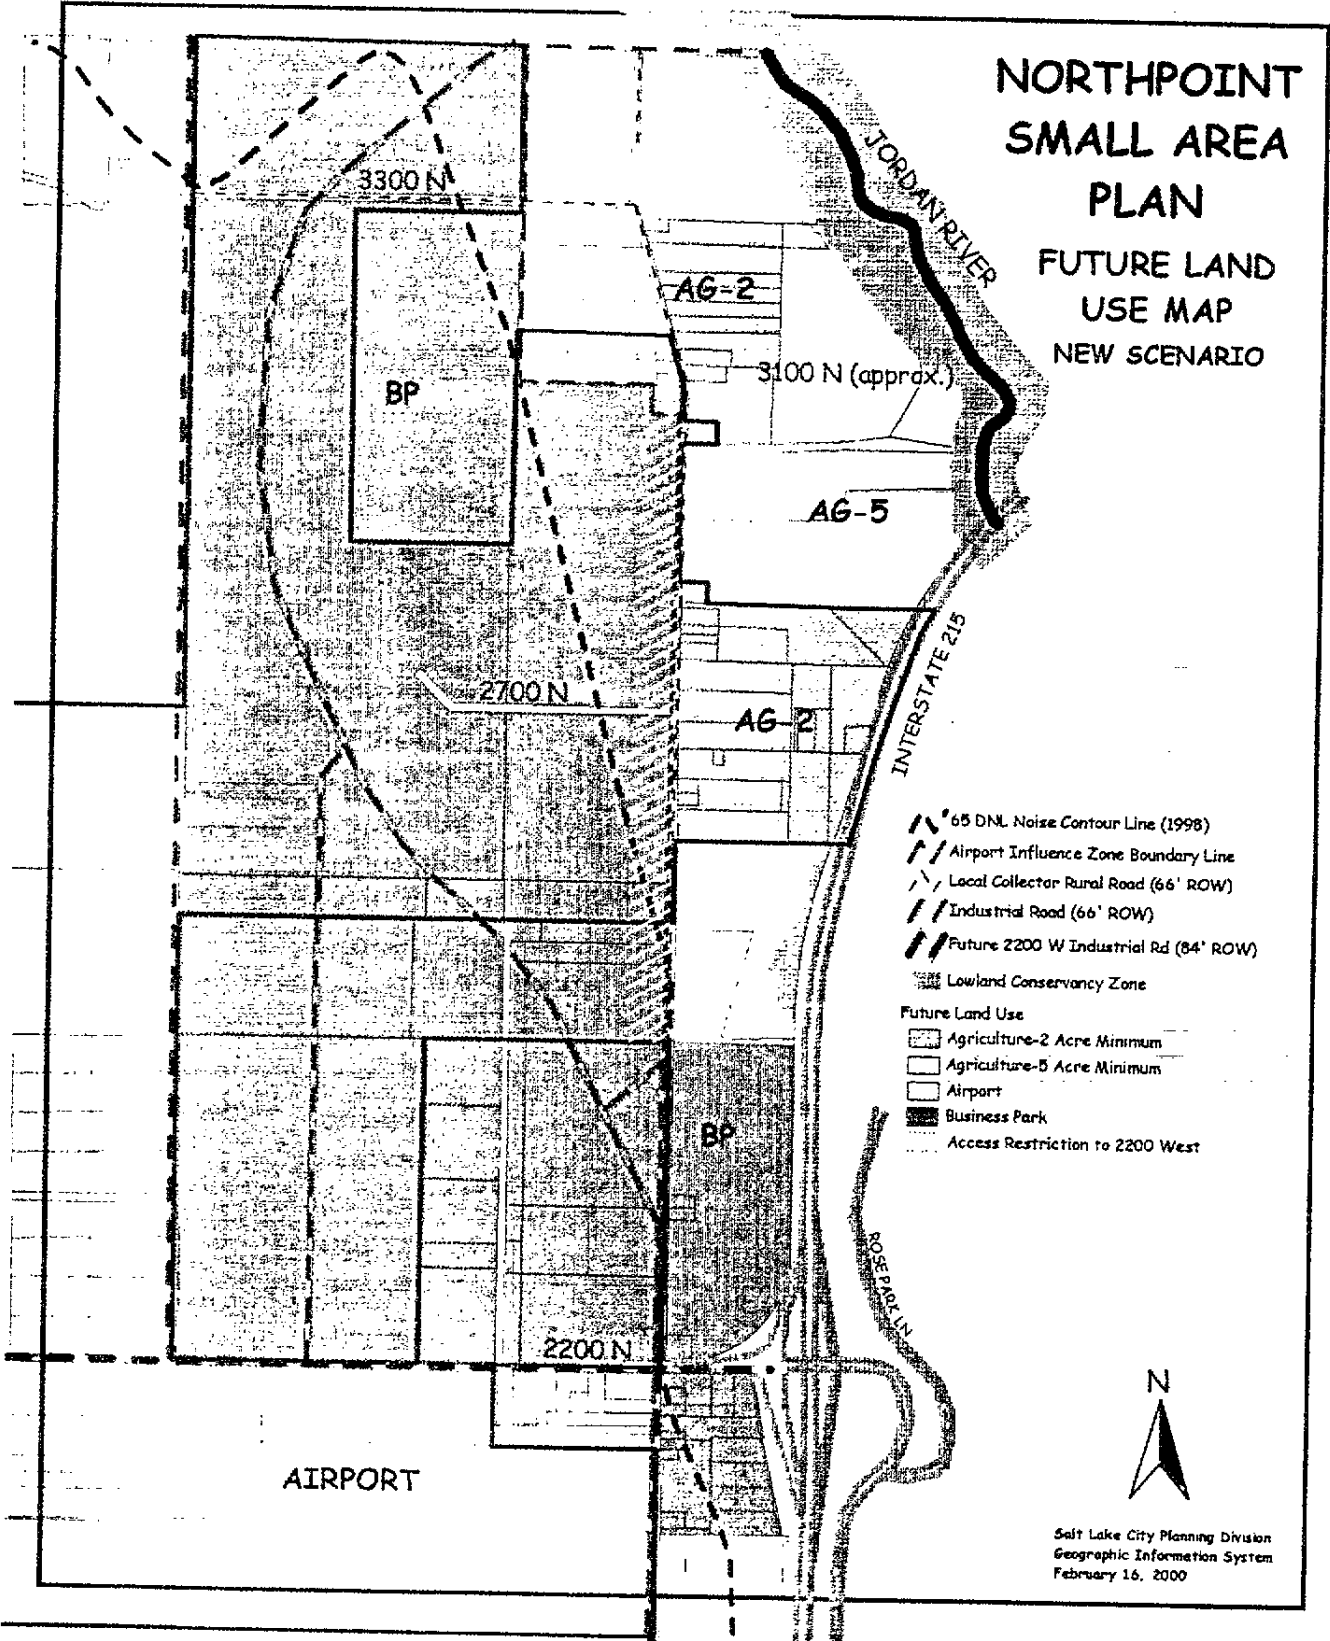 NORTHPOINT
SMALL AREA
PLAN
FUTURE LAND
USE MAP
NEW SCENARIO
JORDAN RIVER
3300 N
AG-2
3100 N (approx.)
BP
AG-5
INTERSTATE 215
2700 N
AG-2
65 DNL Noise Contour Line (1998)
Airport Influence Zone Boundary Line
Local Collector Rural Road (66' ROW)
Industrial Road (66' ROW)
Future 2200 W Industrial Rd (84' ROW)
Lowland Conservancy Zone
Future Land Use
Agriculture-2 Acre Minimum
Agriculture-5 Acre Minimum
Airport
Business Park
Access Restriction to 2200 West
BP
ROSE PARK LN
2200 N
N
AIRPORT
Salt Lake City Planning Division
Geographic Information System
February 16, 2000